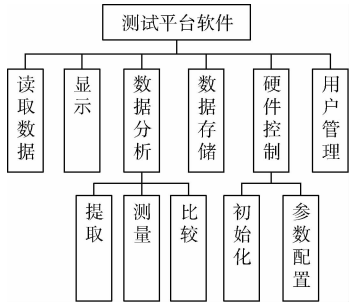 测试平台软件
读取数据
显示
数据分析
数据存储
硬件控制
用户管理
提取
测量
比较
初始化
参数配置